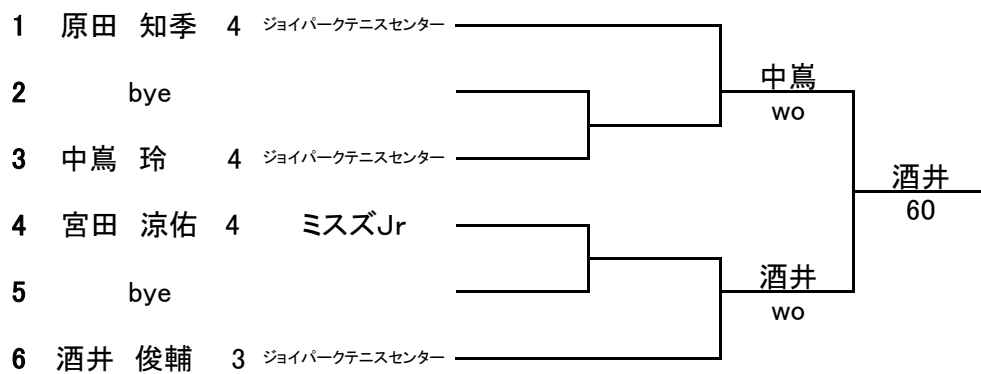 1 原田 知季 4 ジョイパークテニスセンター
2 bye
3 中嶌 玲 4 ジョイパークテニスセンター
4 宮田 涼佑 4 ミスズJr
5 bye
6 酒井 俊輔 3 ジョイパークテニスセンター
中嶌
wo
酒井
wo
酒井
60